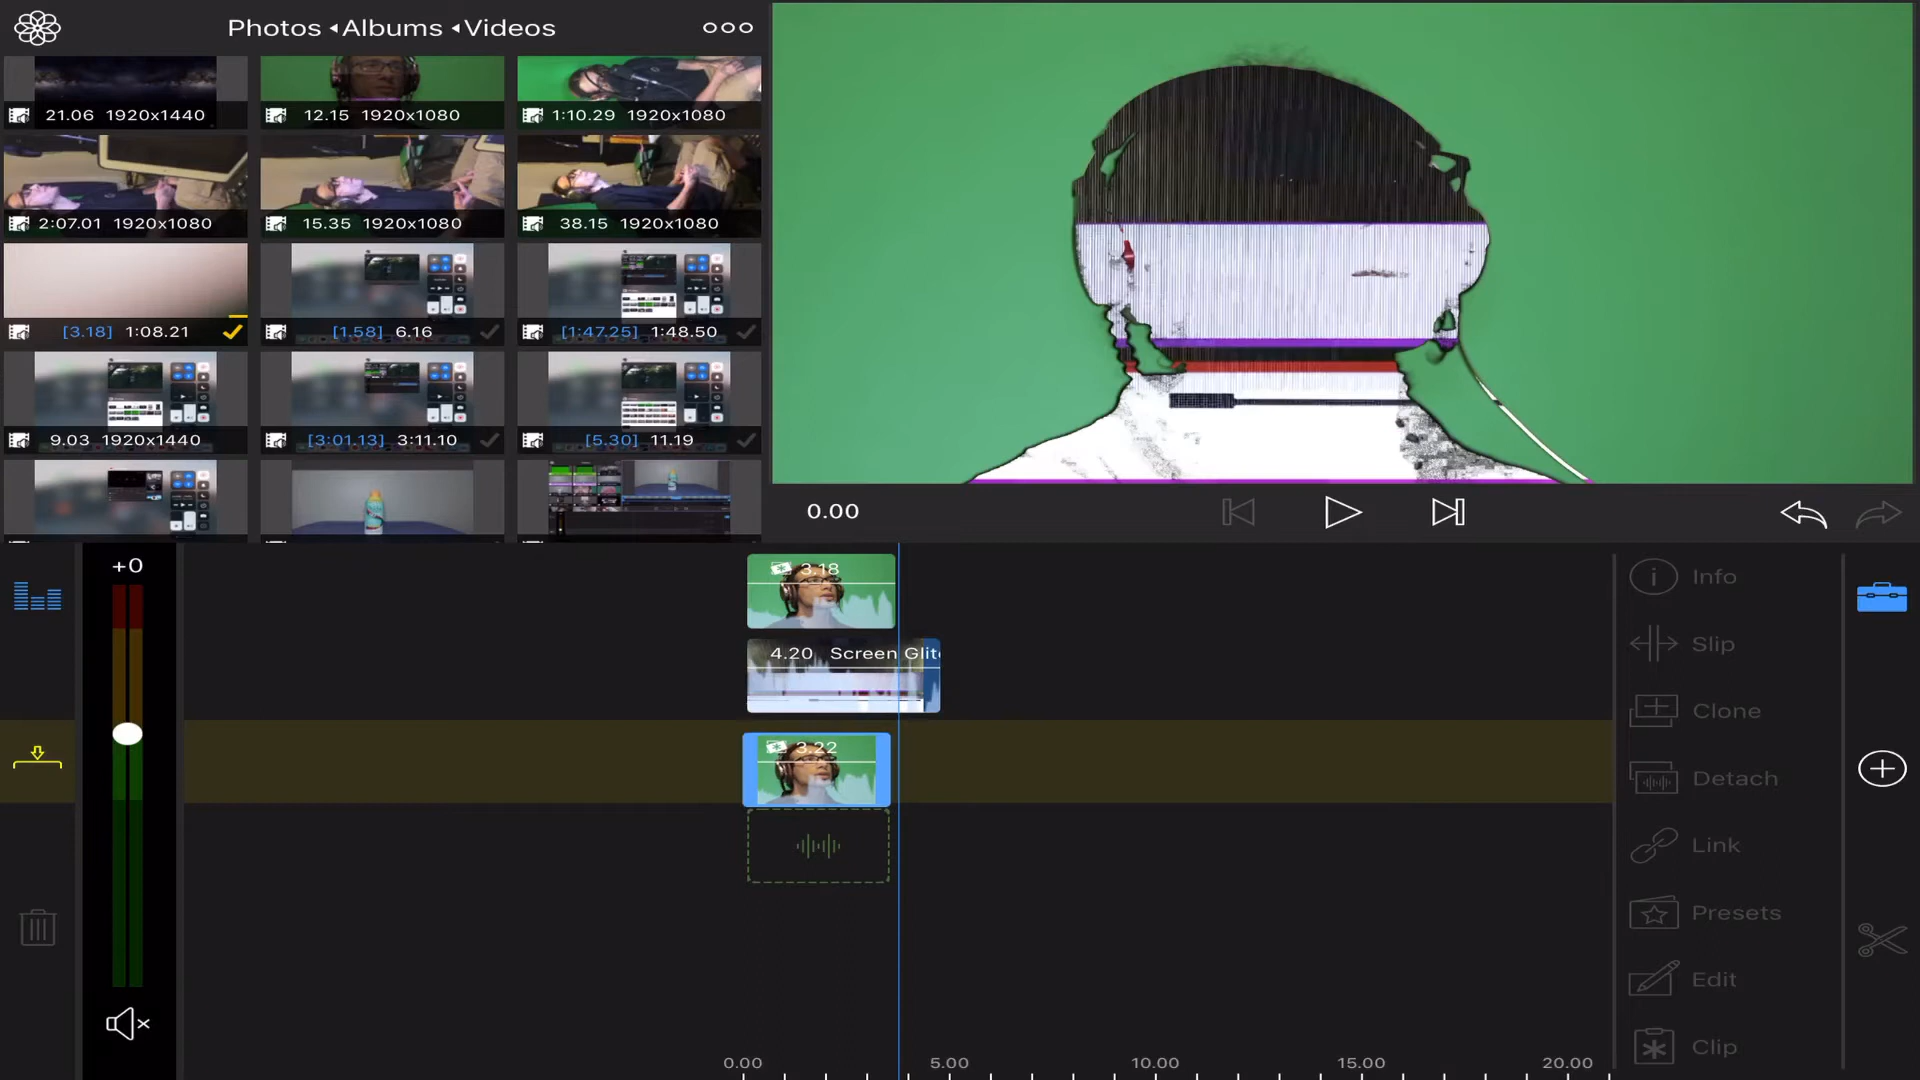 Photos ◂ Albums ◂ Videos
21.06 1920x1440
12.15 1920x1080
1:10.29 1920x1080
2:07.01 1920x1080
15.35 1920x1080
38.15 1920x1080
[3.18] 1:08.21
[1.58] 6.16
[1:47.25] 1:48.50
9.03 1920x1440
[3:01.13] 3:11.10
[5.30] 11.19
0.00
+0
3.18
4.20 Screen Glit
3.22
Info
Slip
Clone
Detach
Link
Presets
Edit
Clip
0.00 5.00 10.00 15.00 20.00